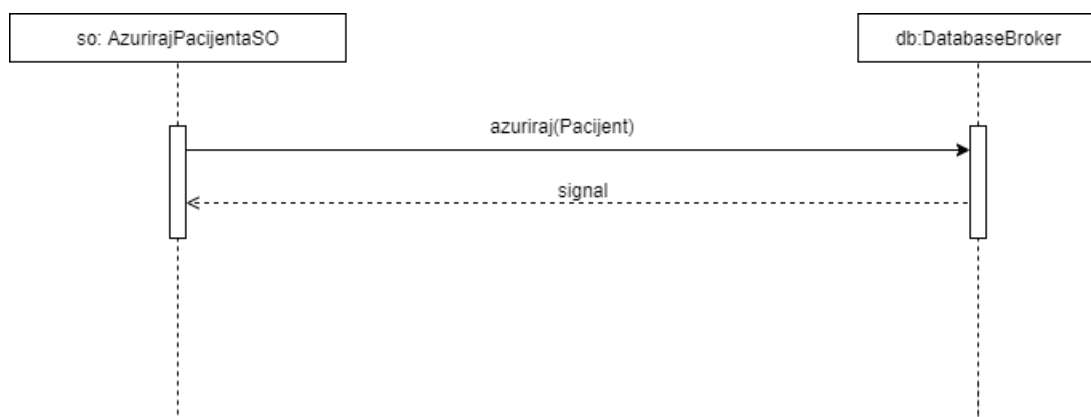 so: AzurirajPacijentaSO
db:DatabaseBroker
azuriraj(Pacijent)
signal